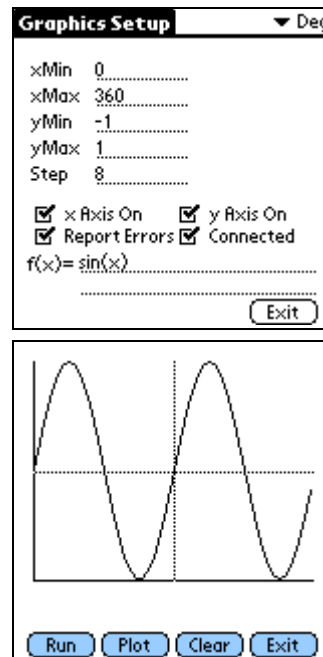 Graphics Setup ▼ Deg
xMin 0
xMax 360
yMin -1
yMax 1
Step 8
x Axis On y Axis On
Report Errors Connected
f(x)= sin(x)
Exit
Run Plot Clear Exit